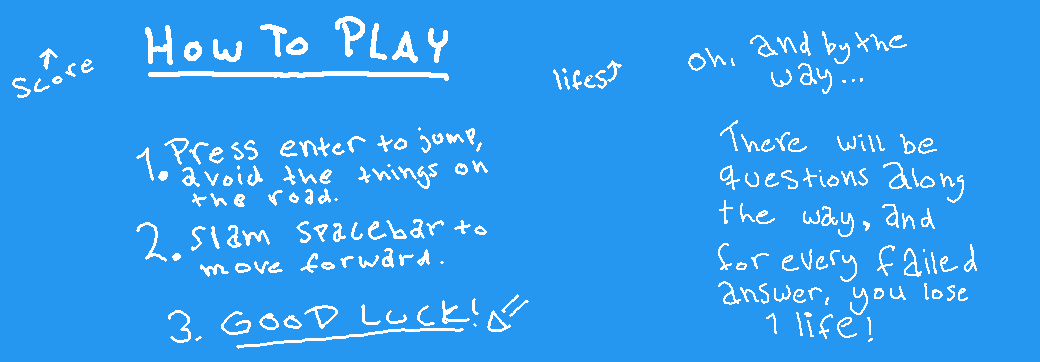 Score
How To PLAY
1. Press enter to jump,
avoid the things on
the road.
2. Slam spacebar to
move forward.
3. GOOD LUCK!
lifes
oh, and by the
way...
There will be
questions along
the way, and
for every failed
answer, you lose
1 life!